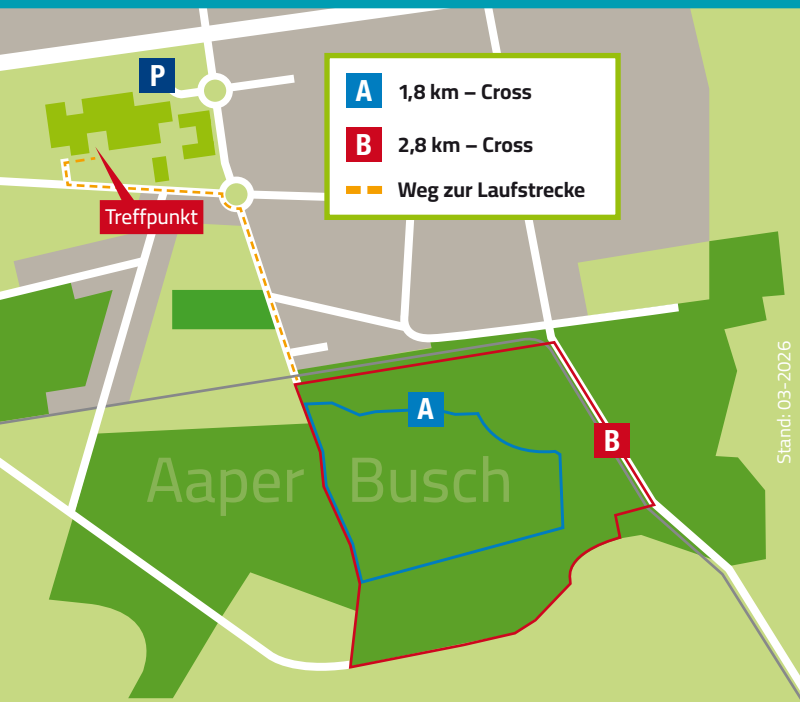 P
A 1,8 km – Cross
B 2,8 km – Cross
Weg zur Laufstrecke
Treffpunkt
A
B
Aaper Busch
Stand: 03-2026